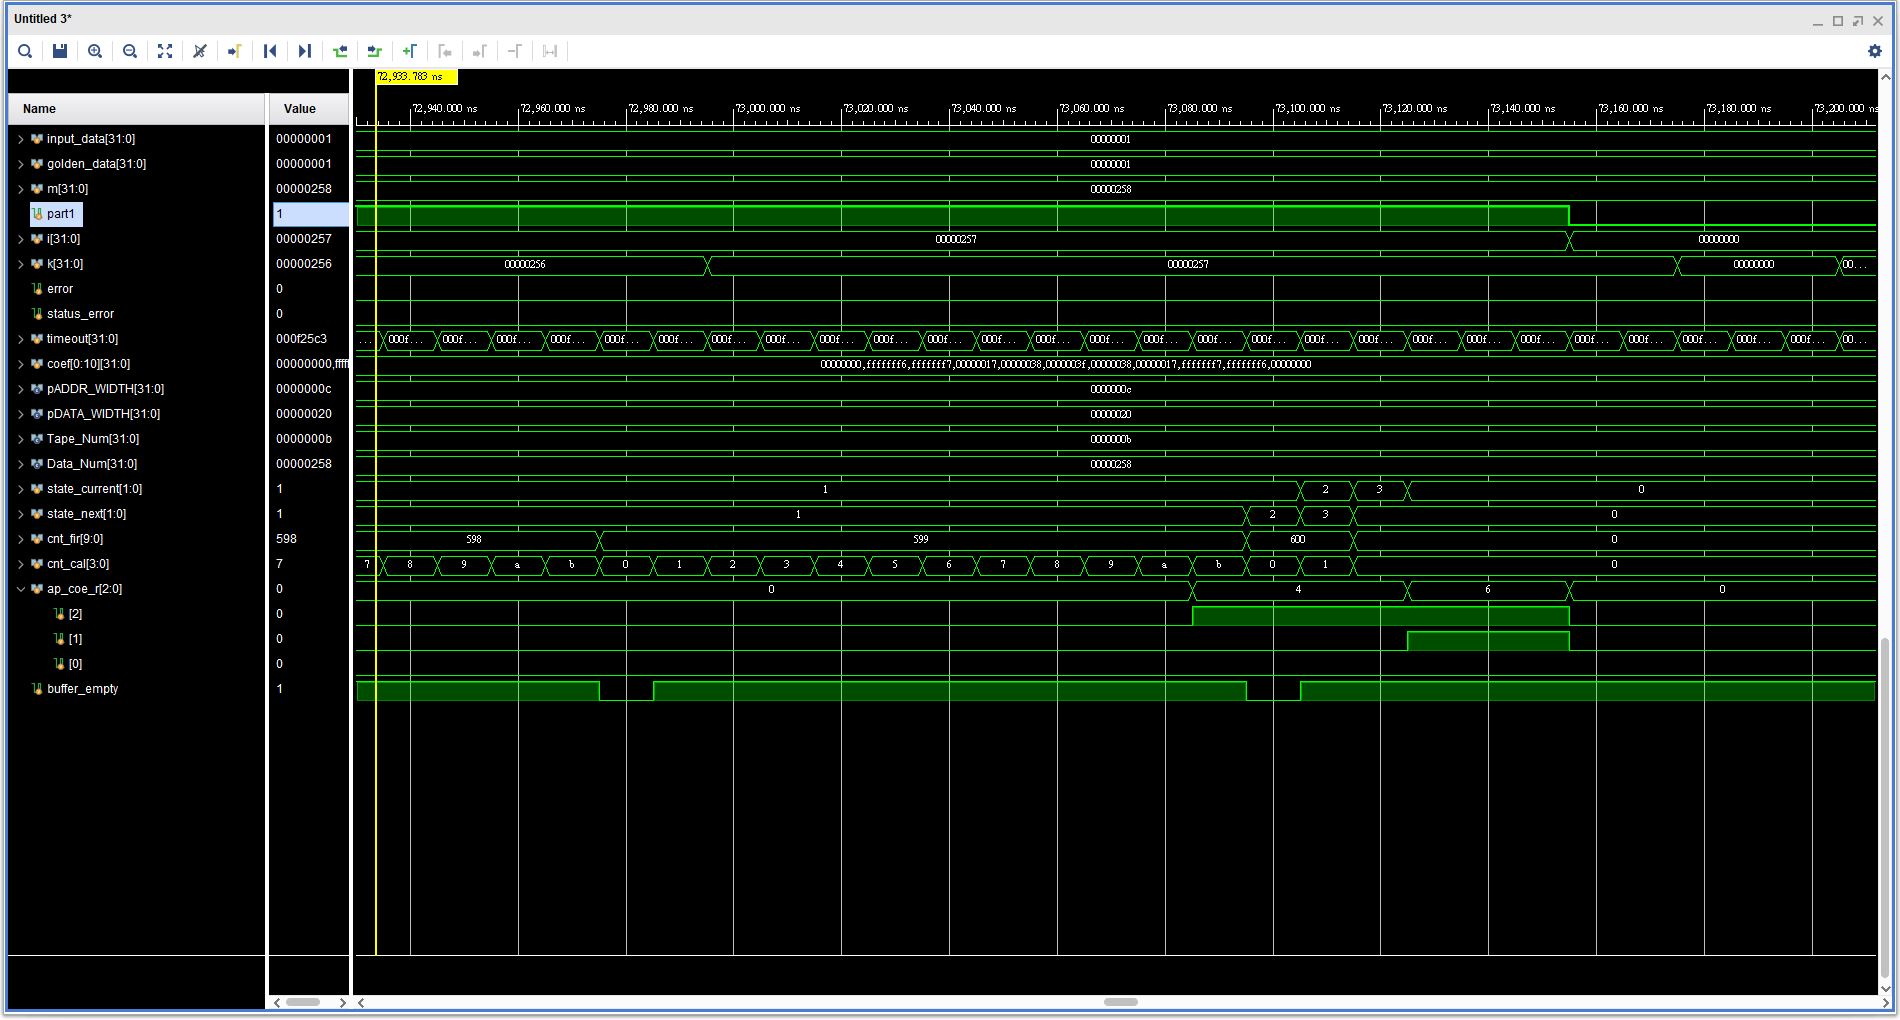 Untitled 3*
72,933.783 ns
Name Value
72,940.000 ns 72,960.000 ns 72,980.000 ns 73,000.000 ns 73,020.000 ns 73,040.000 ns 73,060.000 ns 73,080.000 ns 73,100.000 ns 73,120.000 ns 73,140.000 ns 73,160.000 ns 73,180.000 ns 73,200.000 ns
input_data[31:0] 00000001 00000001
golden_data[31:0] 00000001 00000001
m[31:0] 00000258 00000258
part1 1
i[31:0] 00000257 00000257 00000000
k[31:0] 00000256 00000256 00000257 00000000 00...
error 0
status_error 0
timeout[31:0] 000f25c3 ... 000f... 000f... 000f... 000f... 000f... 000f... 000f... 000f... 000f... 000f... 000f... 000f... 000f... 000f... 000f... 000f... 000f... 000f... 000f... 000f... 000f... 000f... 000f... 000f... 000f... 000f... 000f... 00...
coef[0:10][31:0] 00000000,fffff 00000000,fffffff6,fffffff7,00000017,00000038,0000003f,00000038,00000017,fffffff7,fffffff6,00000000
pADDR_WIDTH[31:0] 0000000c 0000000c
pDATA_WIDTH[31:0] 00000020 00000020
Tape_Num[31:0] 0000000b 0000000b
Data_Num[31:0] 00000258 00000258
state_current[1:0] 1 1 2 3 0
state_next[1:0] 1 1 2 3 0
cnt_fir[9:0] 598 598 599 600 0
cnt_cal[3:0] 7 7 8 9 a b 0 1 2 3 4 5 6 7 8 9 a b 0 1 0
ap_coe_r[2:0] 0 0 4 6 0
[2] 0
[1] 0
[0] 0
buffer_empty 1